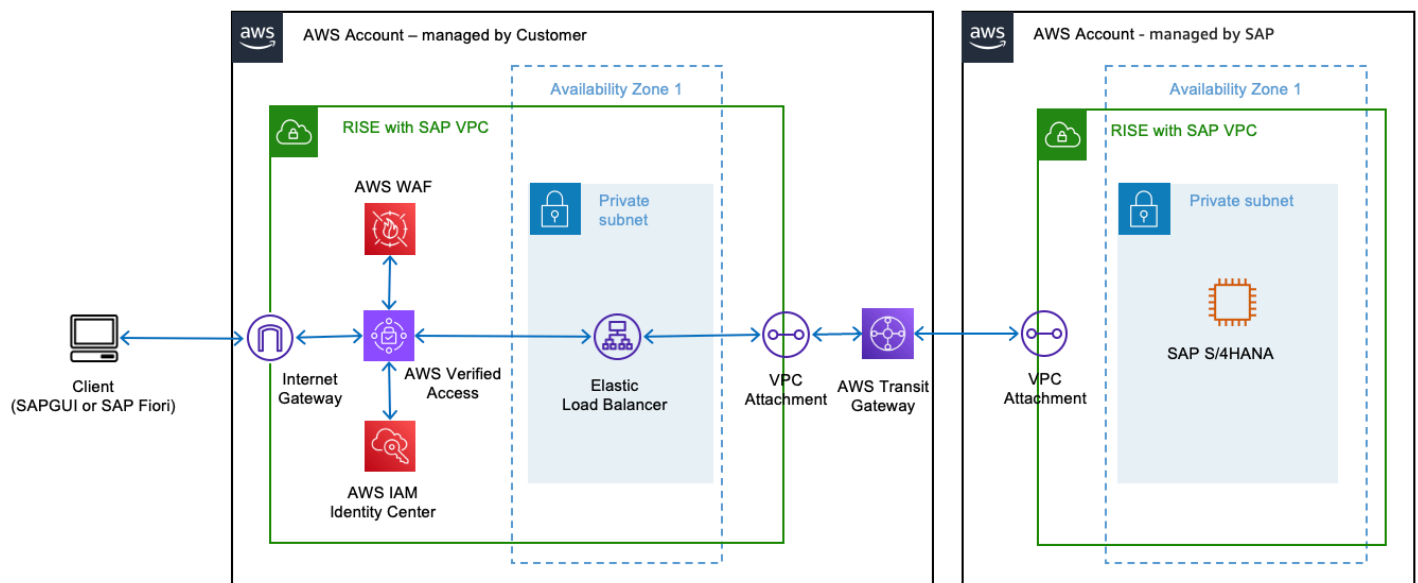 aws
AWS Account – managed by Customer
Availability Zone 1
RISE with SAP VPC
AWS WAF
Private
subnet
Client
(SAPGUI or SAP Fiori)
Internet
Gateway
AWS Verified
Access
Elastic
Load Balancer
VPC
Attachment
AWS Transit
Gateway
AWS IAM
Identity Center
aws
AWS Account - managed by SAP
Availability Zone 1
RISE with SAP VPC
Private subnet
SAP S/4HANA
VPC
Attachment